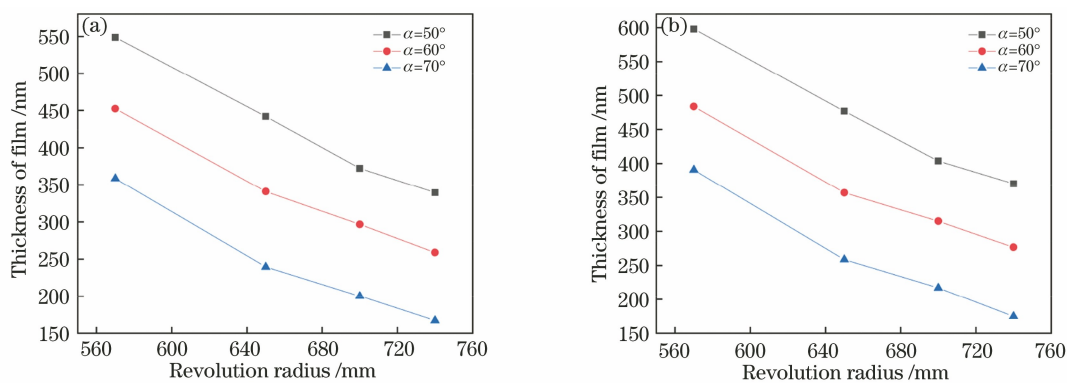 (a)
α=50°
α=60°
α=70°
Thickness of film /nm
550
500
450
400
350
300
250
200
150
560 600 640 680 720 760
Revolution radius /mm
(b)
α=50°
α=60°
α=70°
Thickness of film /nm
600
550
500
450
400
350
300
250
200
150
560 600 640 680 720 760
Revolution radius /mm